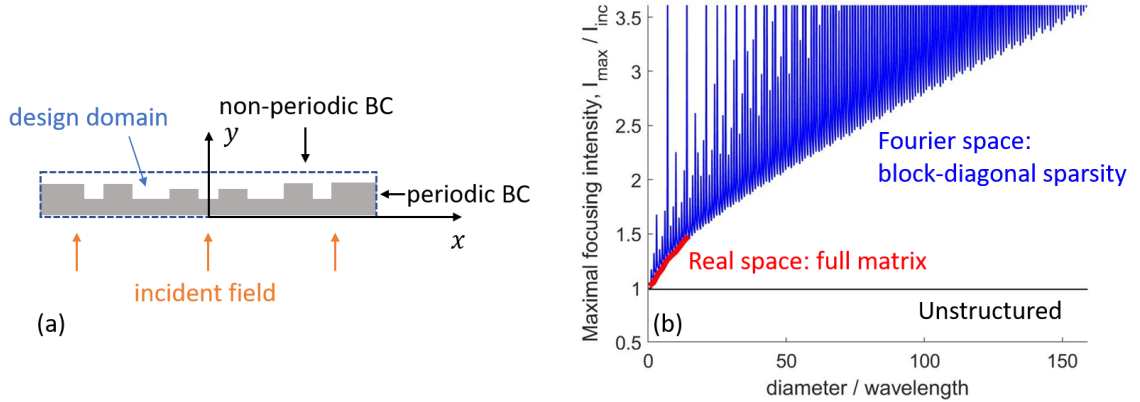 non-periodic BC
design domain
y
periodic BC
x
incident field
(a)
Maximal focusing intensity, I_max / I_inc
3.5
3
2.5
2
1.5
1
0.5
Fourier space:
block-diagonal sparsity
Real space: full matrix
Unstructured
(b)
0
50
100
150
diameter / wavelength